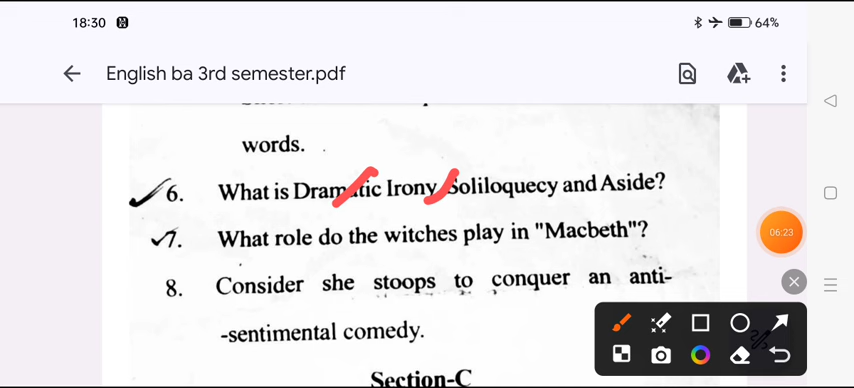 18:30
64%
English ba 3rd semester.pdf
words.
6. What is Dramatic Irony, Soliloquecy and Aside?
7. What role do the witches play in "Macbeth"?
8. Consider she stoops to conquer an anti-
-sentimental comedy.
Section-C
06:23